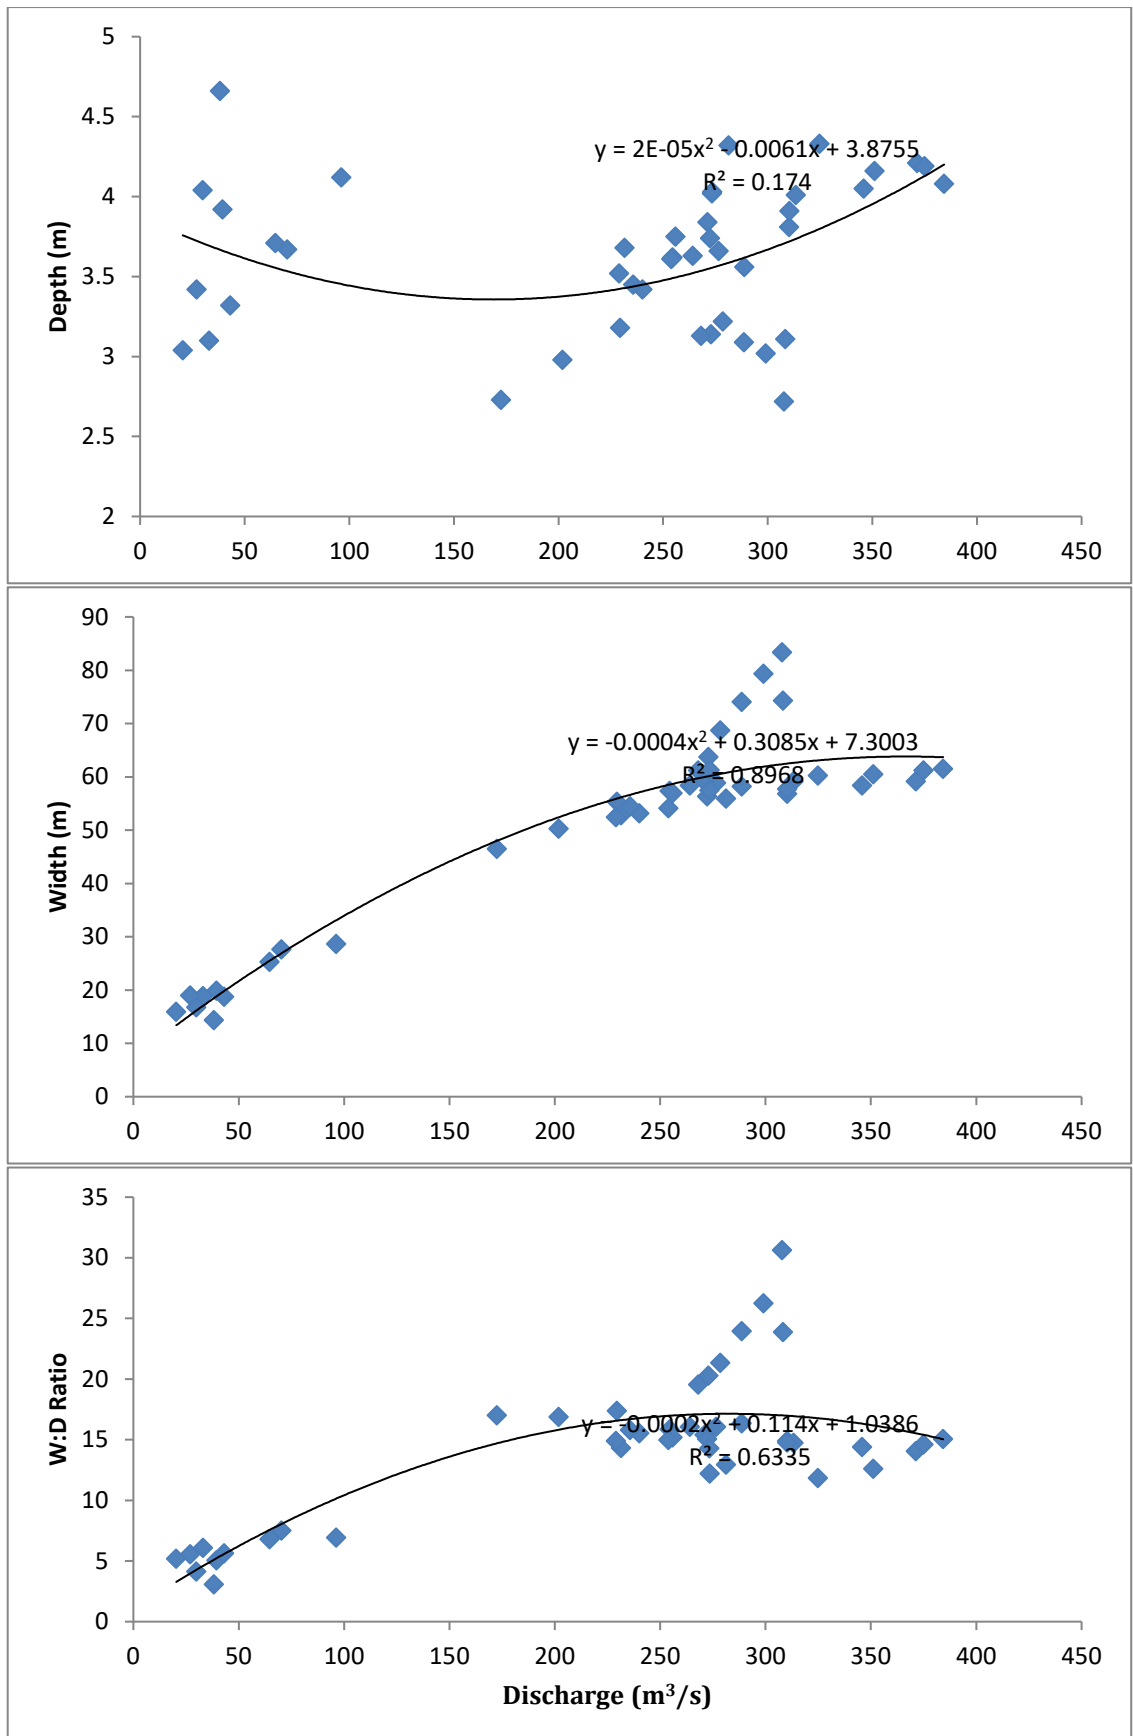 5
4.5
4
3.5
3
2.5
2
Depth (m)
y = 2E-05x² - 0.0061x + 3.8755
R² = 0.174
0 50 100 150 200 250 300 350 400 450
90
80
70
60
50
40
30
20
10
0
Width (m)
y = -0.0004x² + 0.3085x + 7.3003
R² = 0.8968
0 50 100 150 200 250 300 350 400 450
35
30
25
20
15
10
5
0
W:D Ratio
y = -0.0002x² + 0.114x + 1.0386
R² = 0.6335
0 50 100 150 200 250 300 350 400 450
Discharge (m³/s)